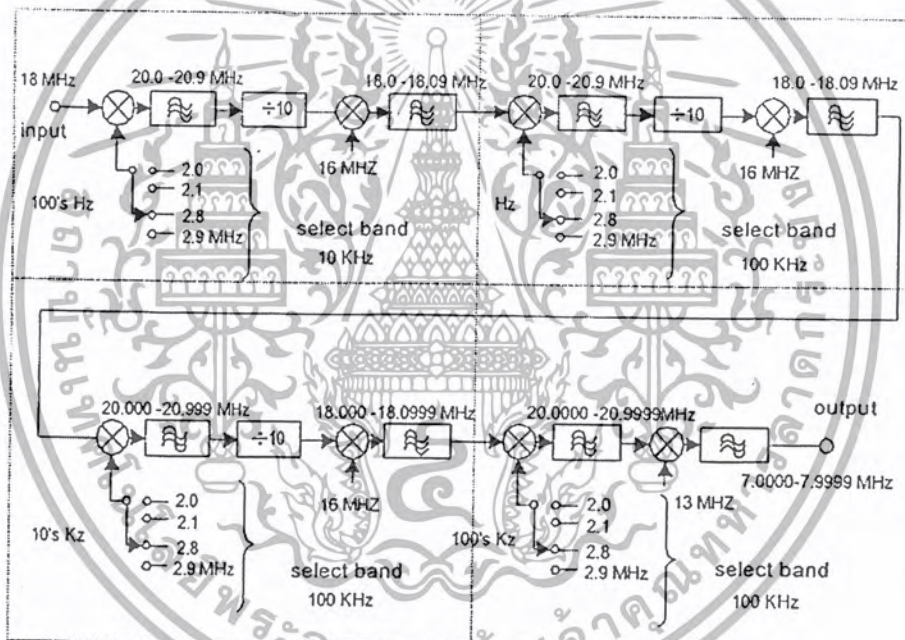 18 MHz
20.0 -20.9 MHz
16.0 -18.09 MHz
20.0 -20.9 MHz
18.0 -18.09 MHz
÷10
÷10
input
16 MHZ
16 MHZ
100's Hz
2.0
2.1
2.8
2.9 MHz
select band
10 KHz
Hz
2.0
2.1
2.8
2.9 MHz
select band
100 KHz
20.000 -20.999 MHz
18.000 -18.0999 MHz
20.0000 -20.9999MHz
output
÷10
7.0000-7.9999 MHz
16 MHZ
13 MHZ
10's Kz
2.0
2.1
2.8
2.9 MHz
select band
100 KHz
100's Kz
2.0
2.1
2.8
2.9 MHz
select band
100 KHz